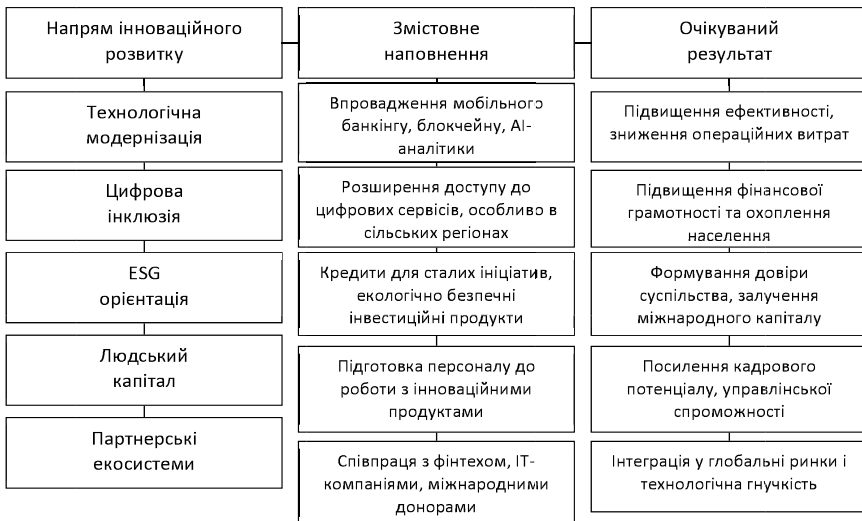 Напрям інноваційного
розвитку
Змістовне
наповнення
Очікуваний
результат
Технологічна
модернізація
Впровадження мобільного
банкінгу, блокчейну, AI-
аналітики
Підвищення ефективності,
зниження операційних витрат
Цифрова
інклюзія
Розширення доступу до
цифрових сервісів, особливо в
сільських регіонах
Підвищення фінансової
грамотності та охоплення
населення
ESG
орієнтація
Кредити для сталих ініціатив,
екологічно безпечні
інвестиційні продукти
Формування довіри
суспільства, залучення
міжнародного капіталу
Людський
капітал
Підготовка персоналу до
роботи з інноваційними
продуктами
Посилення кадрового
потенціалу, управлінської
спроможності
Партнерські
екосистеми
Співпраця з фінтехом, IT-
компаніями, міжнародними
донорами
Інтеграція у глобальні ринки і
технологічна гнучкість